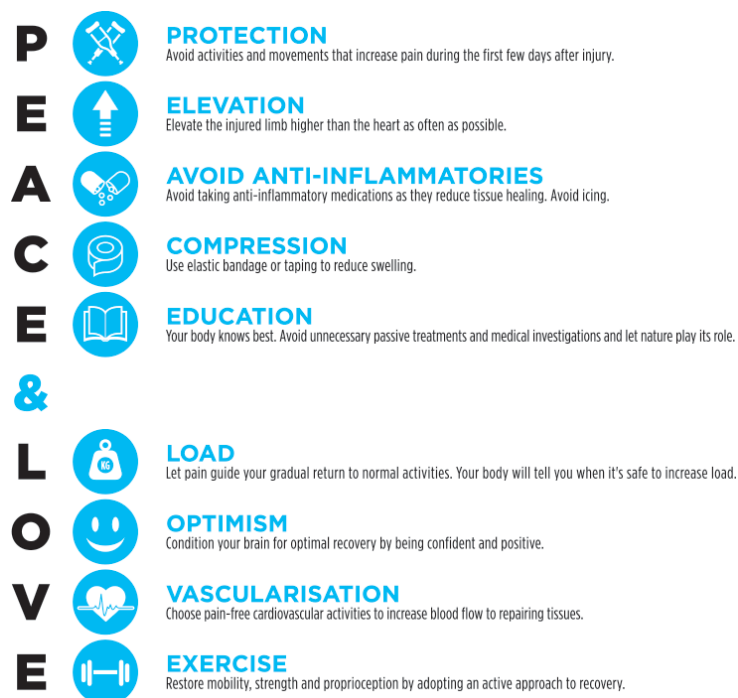 P
PROTECTION
Avoid activities and movements that increase pain during the first few days after injury.
E
ELEVATION
Elevate the injured limb higher than the heart as often as possible.
A
AVOID ANTI-INFLAMMATORIES
Avoid taking anti-inflammatory medications as they reduce tissue healing. Avoid icing.
C
COMPRESSION
Use elastic bandage or taping to reduce swelling.
E
EDUCATION
Your body knows best. Avoid unnecessary passive treatments and medical investigations and let nature play its role.
&
L
KG
LOAD
Let pain guide your gradual return to normal activities. Your body will tell you when it's safe to increase load.
O
OPTIMISM
Condition your brain for optimal recovery by being confident and positive.
V
VASCULARISATION
Choose pain-free cardiovascular activities to increase blood flow to repairing tissues.
E
EXERCISE
Restore mobility, strength and proprioception by adopting an active approach to recovery.